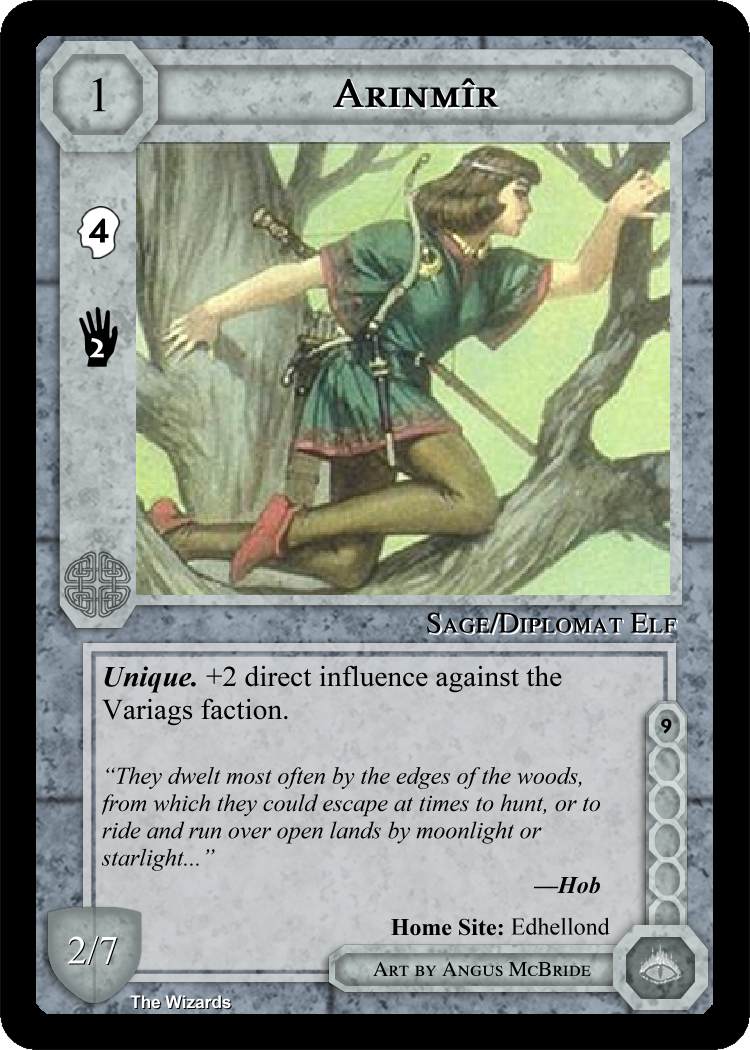 1
Arinmîr
4
2
Sage/Diplomat Elf
Unique. +2 direct influence against the
Variags faction.
“They dwelt most often by the edges of the woods,
from which they could escape at times to hunt, or to
ride and run over open lands by moonlight or
starlight...”
—Hob
9
Home Site: Edhellond
2/7
Art by Angus McBride
The Wizards